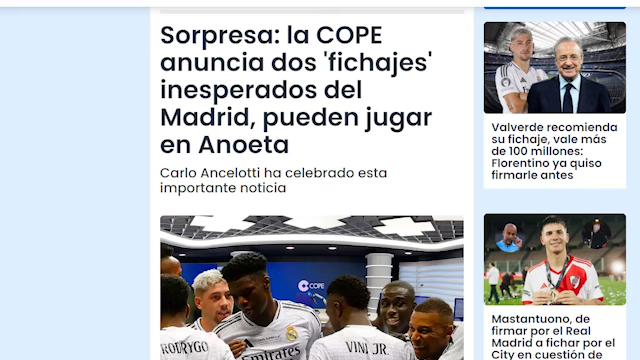 Sorpresa: la COPE
anuncia dos 'fichajes'
inesperados del
Madrid, pueden jugar
en Anoeta
Carlo Ancelotti ha celebrado esta
importante noticia
COPE
RODRYGO
Emirates
VINI JR.
Valverde recomienda
su fichaje, vale más
de 100 millones:
Florentino ya quiso
firmarle antes
Mastantuono, de
firmar por el Real
Madrid a fichar por el
City en cuestión de